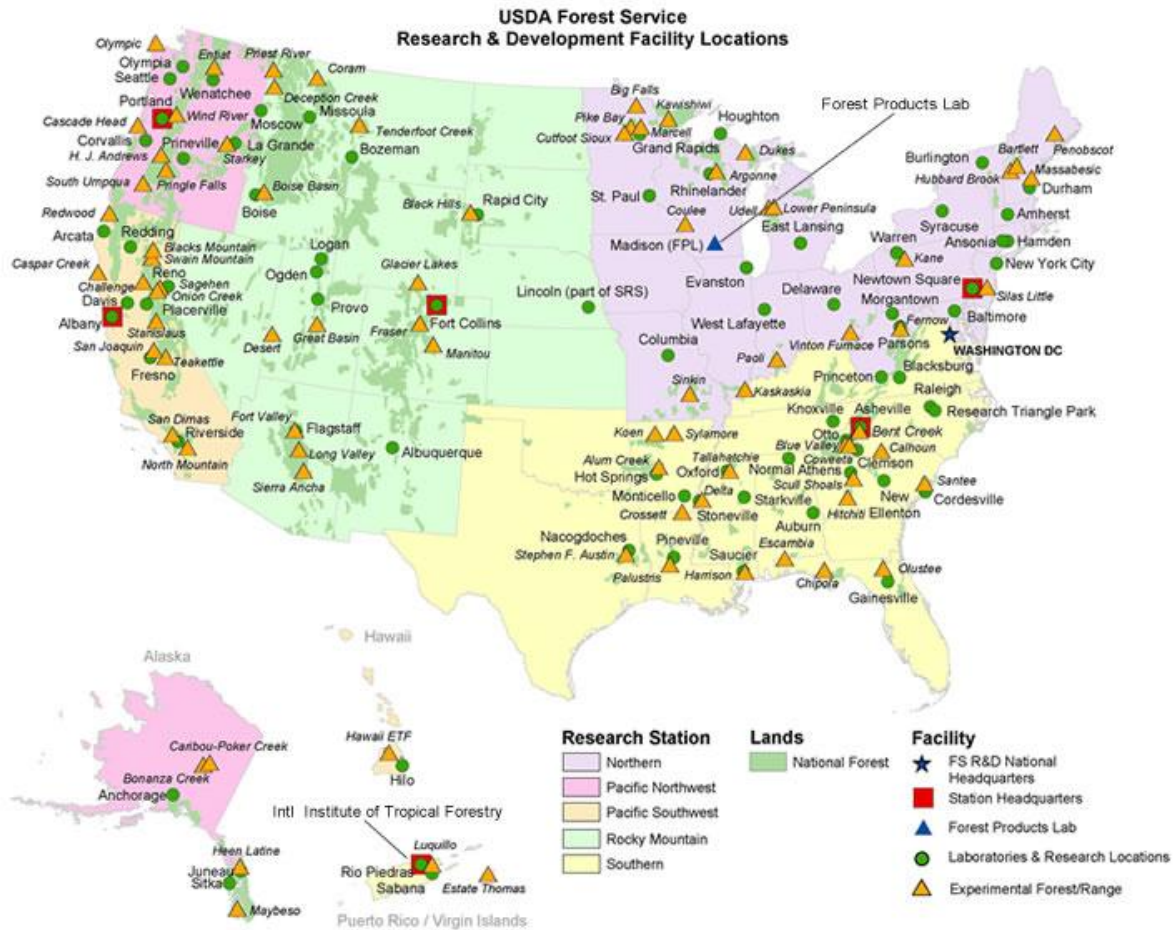 USDA Forest Service
Research & Development Facility Locations
Olympic
Olympia
Seattle
Entiat
Priest River
Coram
Wenatchee
Deception Creek
Portland
Wind River
Moscow
Missoula
Cascade Head
Tenderfoot Creek
Corvallis
Prineville
La Grande
Starkey
Bozeman
H. J. Andrews
South Umpqua
Pringle Falls
Boise Basin
Boise
Black Hills
Rapid City
Redwood
Arcata
Redding
Blacks Mountain
Swain Mountain
Caspar Creek
Reno
Challenge
Sagehen
Onion Creek
Davis
Placerville
Albany
Stanislaus
San Joaquin
Teakettle
Fresno
Logan
Ogden
Provo
Great Basin
Desert
Glacier Lakes
Fort Collins
Fraser
Manitou
San Dimas
Riverside
North Mountain
Fort Valley
Flagstaff
Long Valley
Sierra Ancha
Albuquerque
Big Falls
Kawishiwi
Pike Bay
Cutfoot Sioux
Marcell
Grand Rapids
Houghton
Forest Products Lab
Dukes
Argonne
Rhinelander
St. Paul
Coulee
Udell
Lower Peninsula
Madison (FPL)
East Lansing
Evanston
Lincoln (part of SRS)
West Lafayette
Delaware
Columbia
Sinkin
Paoli
Kaskaskia
Vinton Furnace
Burlington
Bartlett
Penobscot
Massabesic
Hubbard Brook
Durham
Syracuse
Amherst
Ansonia
Hamden
Warren
Kane
New York City
Newtown Square
Silas Little
Morgantown
Baltimore
Fernow
Parsons
WASHINGTON DC
Princeton
Blacksburg
Raleigh
Research Triangle Park
Knoxville
Asheville
Otto
Bent Creek
Blue Valley
Calhoun
Coweeta
Clemson
Koen
Sylamore
Alum Creek
Hot Springs
Tallahatchie
Oxford
Normal
Athens
Scull Shoals
Santee
Cordesville
Monticello
Delta
Starkville
New
Ellenton
Hitchiti
Crossett
Stoneville
Auburn
Nacogdoches
Stephen F. Austin
Pineville
Palustris
Saucier
Harrison
Escambia
Chipola
Olustee
Gainesville
Hawaii
Alaska
Caribou-Poker Creek
Bonanza Creek
Anchorage
Hawaii ETF
Hilo
Intl Institute of Tropical Forestry
Heen Latine
Juneau
Sitka
Maybeso
Luquillo
Rio Piedras
Sabana
Estate Thomas
Puerto Rico / Virgin Islands
Research Station
Northern
Pacific Northwest
Pacific Southwest
Rocky Mountain
Southern
Lands
National Forest
Facility
FS R&D National
Headquarters
Station Headquarters
Forest Products Lab
Laboratories & Research Locations
Experimental Forest/Range